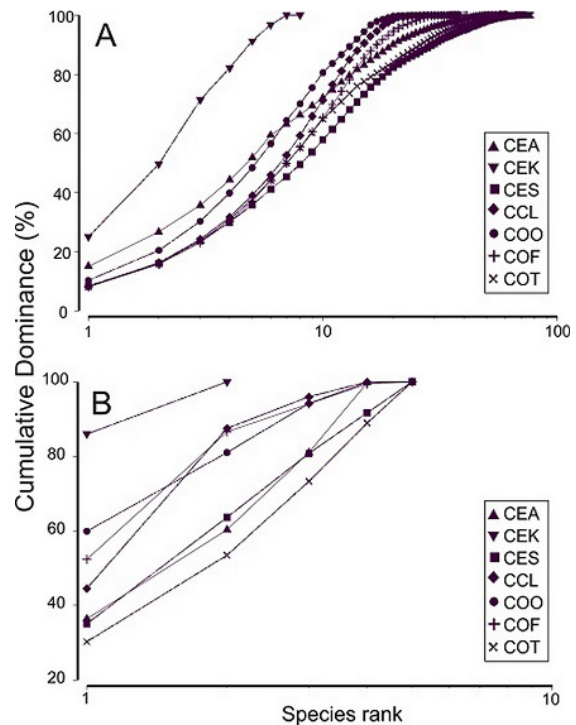 A
100
80
60
40
20
0
1
10
100
CEA
CEK
CES
CCL
COO
COF
COT
Cumulative Dominance (%)
B
100
80
60
40
20
1
10
CEA
CEK
CES
CCL
COO
COF
COT
Species rank